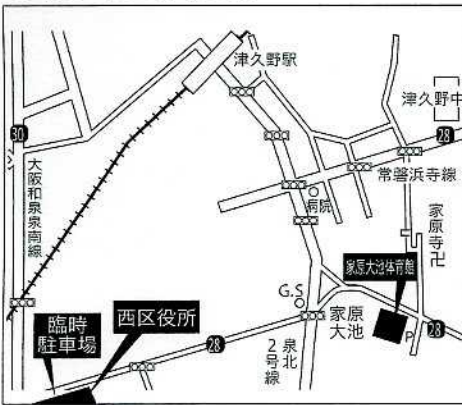 津久野駅
津久野中
28
30
大阪和泉泉南線
常磐浜寺線
病院
家原寺卍
家原大池体育館
G.S
家原
大池
P
28
西区役所
臨時
駐車場
28
泉北
2号線